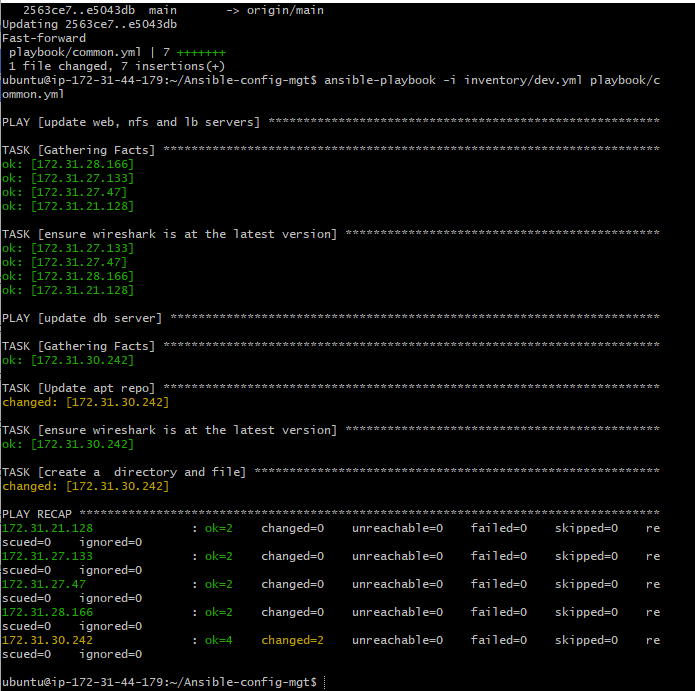 2563ce7..e5043db  main       -> origin/main
Updating 2563ce7..e5043db
Fast-forward
 playbook/common.yml | 7 +++++++
 1 file changed, 7 insertions(+)
ubuntu@ip-172-31-44-179:~/Ansible-config-mgt$ ansible-playbook -i inventory/dev.yml playbook/c
ommon.yml
PLAY [update web, nfs and lb servers] ********************************************************
TASK [Gathering Facts] ***********************************************************************
ok: [172.31.28.166]
ok: [172.31.27.133]
ok: [172.31.27.47]
ok: [172.31.21.128]
TASK [ensure wireshark is at the latest version] *********************************************
ok: [172.31.27.133]
ok: [172.31.27.47]
ok: [172.31.28.166]
ok: [172.31.21.128]
PLAY [update db server] **********************************************************************
TASK [Gathering Facts] ***********************************************************************
ok: [172.31.30.242]
TASK [Update apt repo] ***********************************************************************
changed: [172.31.30.242]
TASK [ensure wireshark is at the latest version] *********************************************
ok: [172.31.30.242]
TASK [create a  directory and file] **********************************************************
changed: [172.31.30.242]
PLAY RECAP ***********************************************************************************
172.31.21.128              : ok=2    changed=0    unreachable=0    failed=0    skipped=0    re
scued=0    ignored=0
172.31.27.133              : ok=2    changed=0    unreachable=0    failed=0    skipped=0    re
scued=0    ignored=0
172.31.27.47               : ok=2    changed=0    unreachable=0    failed=0    skipped=0    re
scued=0    ignored=0
172.31.28.166              : ok=2    changed=0    unreachable=0    failed=0    skipped=0    re
scued=0    ignored=0
172.31.30.242              : ok=4    changed=2    unreachable=0    failed=0    skipped=0    re
scued=0    ignored=0
ubuntu@ip-172-31-44-179:~/Ansible-config-mgt$